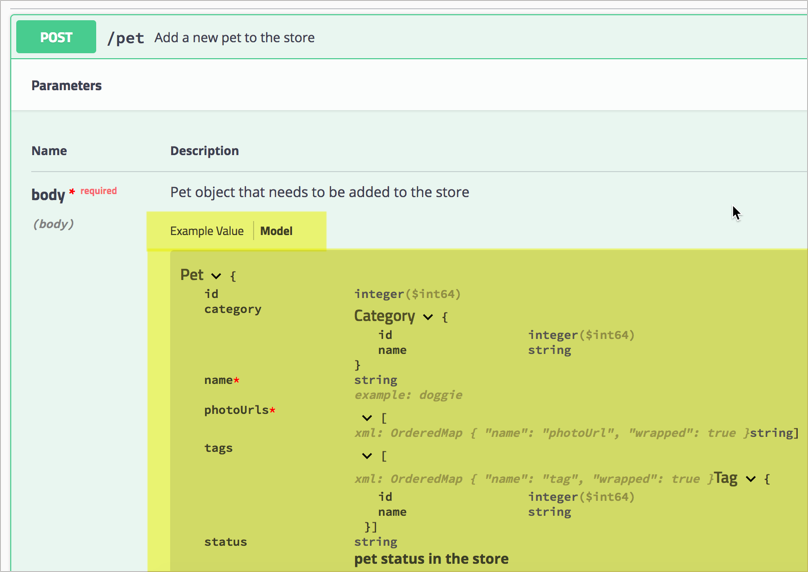 POST /pet Add a new pet to the store
Parameters
Name Description
body * required Pet object that needs to be added to the store
(body)
Example Value Model
Pet {
id integer($int64)
category Category {
id integer($int64)
name string
}
name* string
example: doggie
photoUrls* [
xml: OrderedMap { "name": "photoUrl", "wrapped": true }string]
tags [
xml: OrderedMap { "name": "tag", "wrapped": true }Tag {
id integer($int64)
name string
}]
status string
pet status in the store